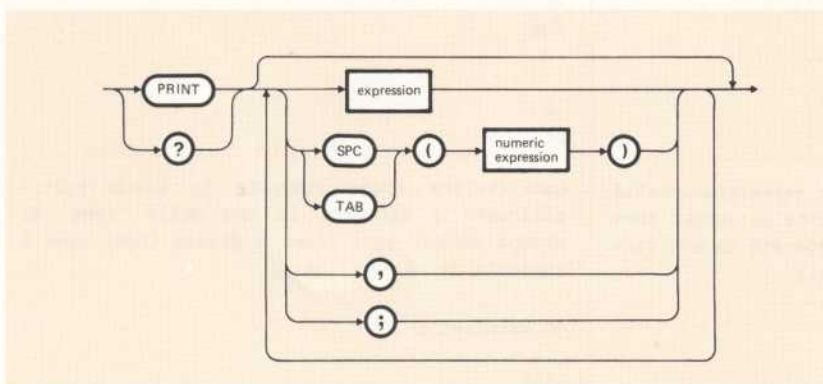 PRINT
expression
?
SPC
(
numeric
expression
)
TAB
,
;